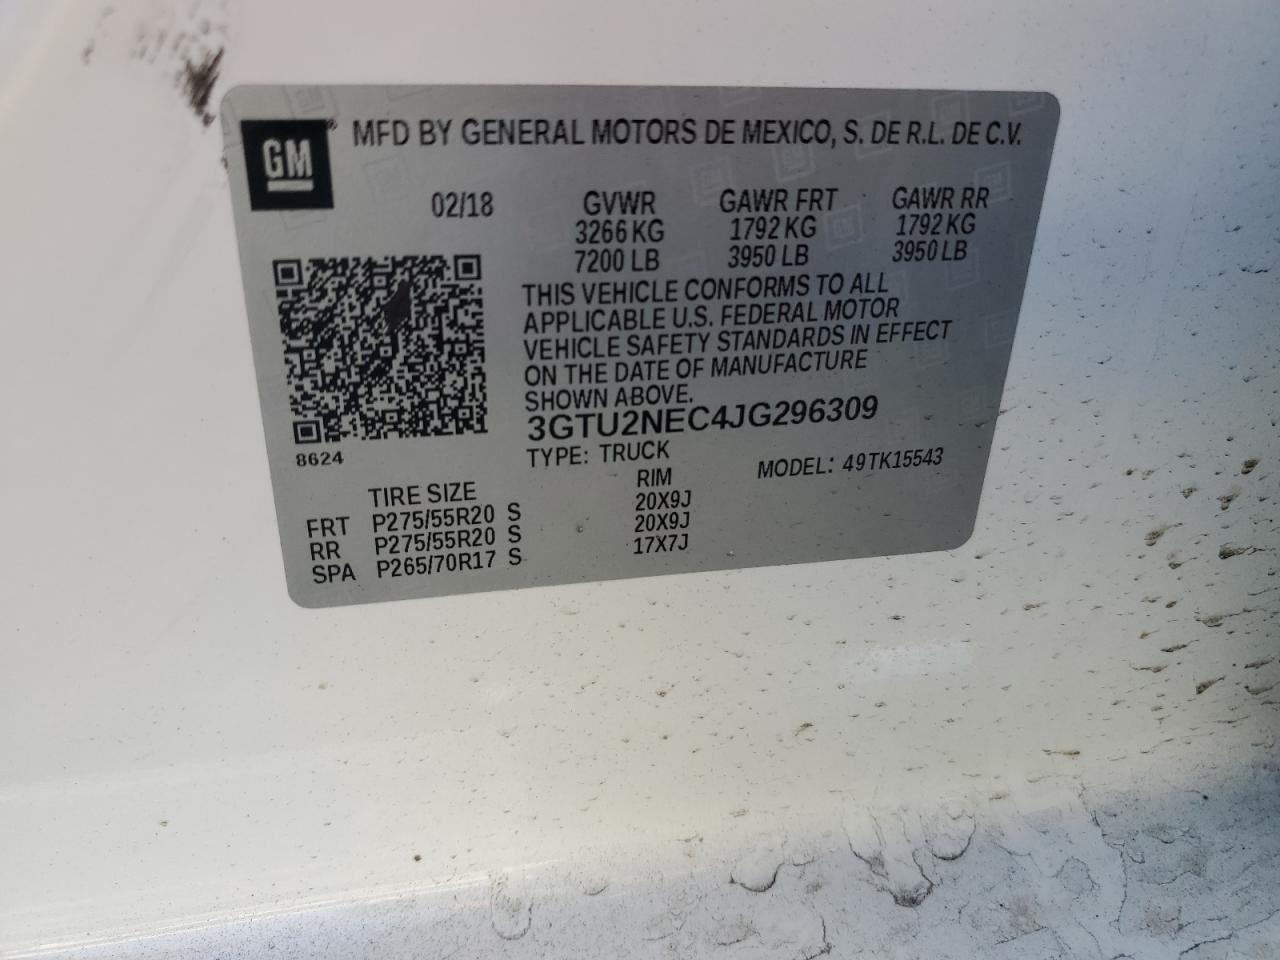 GM® MFD BY GENERAL MOTORS DE MEXICO, S. DE R.L. DE C.V.
02/18 GVWR GAWR FRT GAWR RR
3266 KG 1792 KG 1792 KG
7200 LB 3950 LB 3950 LB
THIS VEHICLE CONFORMS TO ALL
APPLICABLE U.S. FEDERAL MOTOR
VEHICLE SAFETY STANDARDS IN EFFECT
ON THE DATE OF MANUFACTURE
SHOWN ABOVE.
3GTU2NEC4JG296309
8624 TYPE: TRUCK MODEL: 49TK15543
TIRE SIZE RIM
FRT P275/55R20 S 20X9J
RR P275/55R20 S 20X9J
SPA P265/70R17 S 17X7J